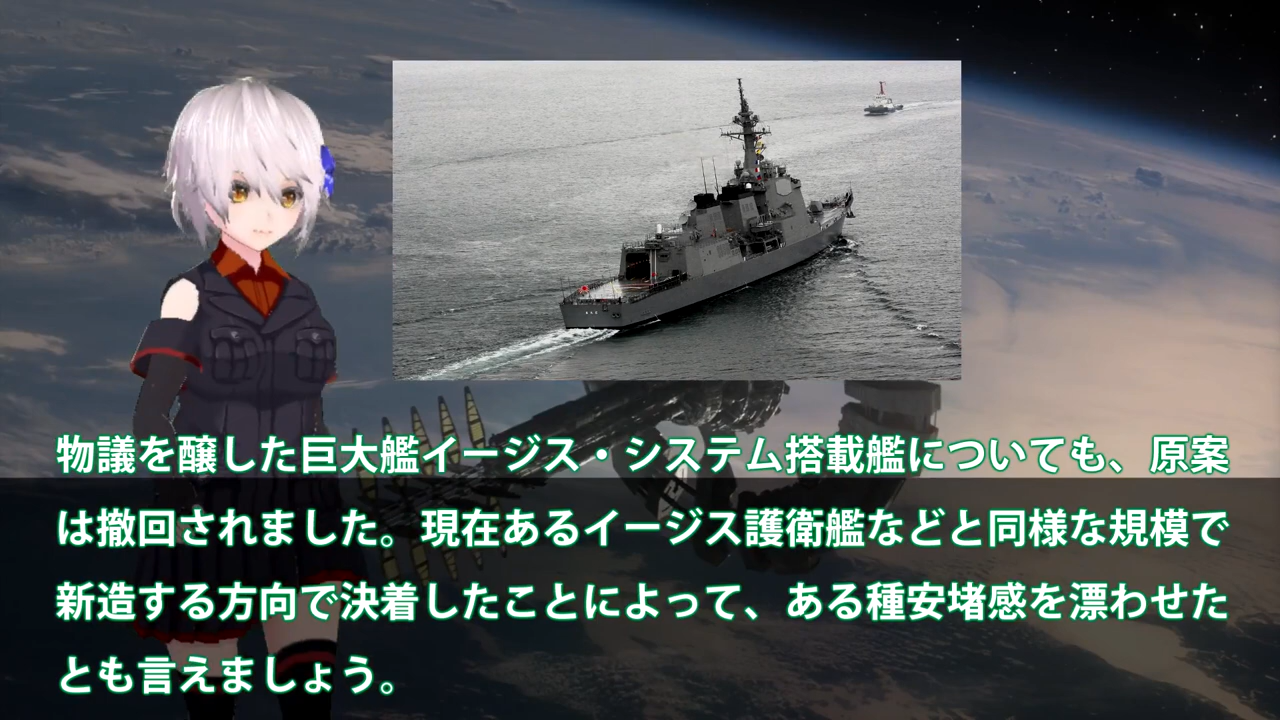 物議を醸した巨大艦イージス・システム搭載艦についても、原案
は撤回されました。現在あるイージス護衛艦などと同様な規模で
新造する方向で決着したことによって、ある種安堵感を漂わせた
とも言えましょう。